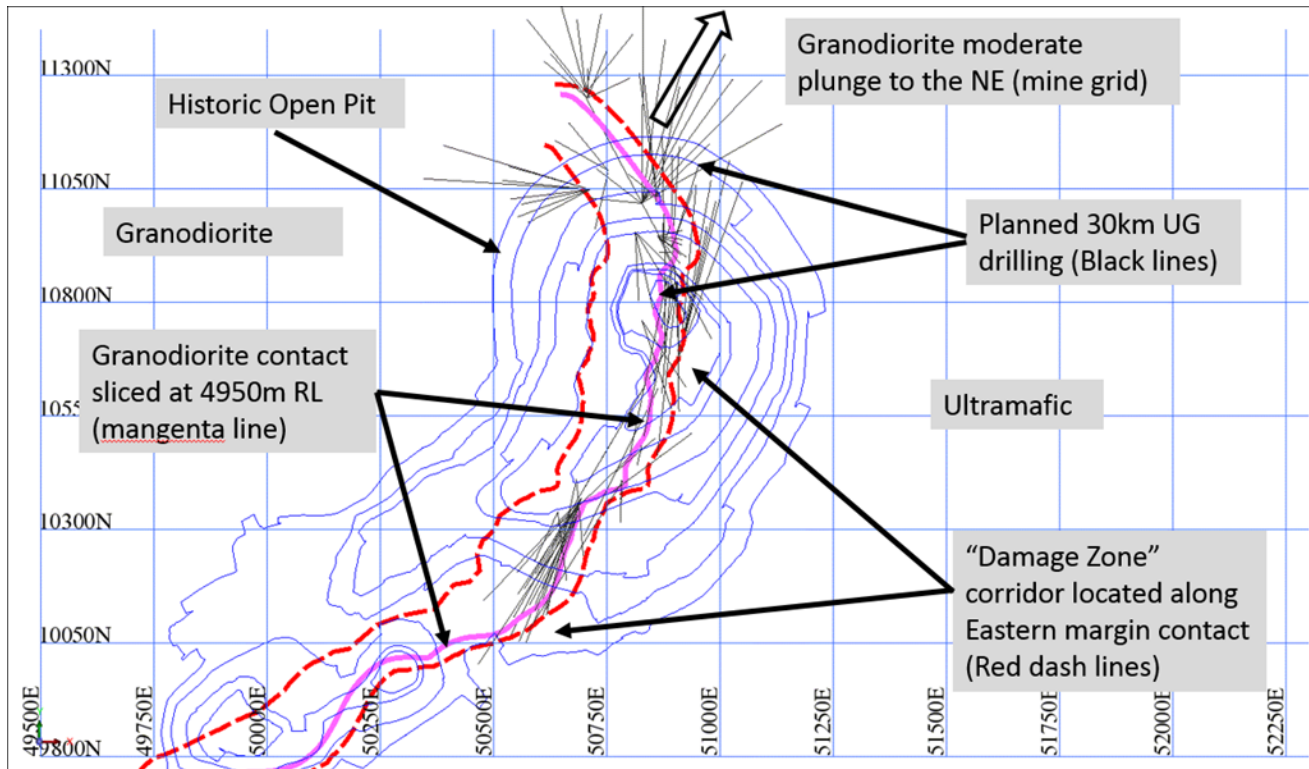 11300N
Granodiorite moderate
plunge to the NE (mine grid)
Historic Open Pit
11050N
Granodiorite
Planned 30km UG
drilling (Black lines)
10800N
Granodiorite contact
sliced at 4950m RL
(mangenta line)
Ultramafic
10300N
"Damage Zone"
corridor located along
Eastern margin contact
(Red dash lines)
10050N
9800N
49500E
49750E
50000E
50250E
50500E
50750E
51000E
51250E
51500E
51750E
52000E
52250E